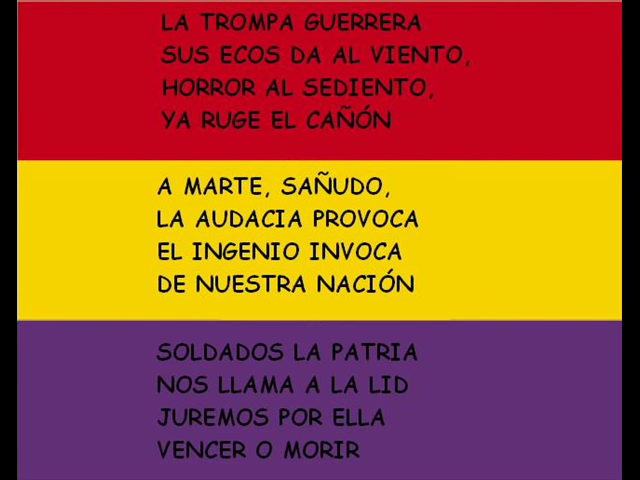 LA TROMPA GUERRERA
SUS ECOS DA AL VIENTO,
HORROR AL SEDIENTO,
YA RUGE EL CAÑÓN
A MARTE, SAÑUDO,
LA AUDACIA PROVOCA
EL INGENIO INVOCA
DE NUESTRA NACIÓN
SOLDADOS LA PATRIA
NOS LLAMA A LA LID
JUREMOS POR ELLA
VENCER O MORIR